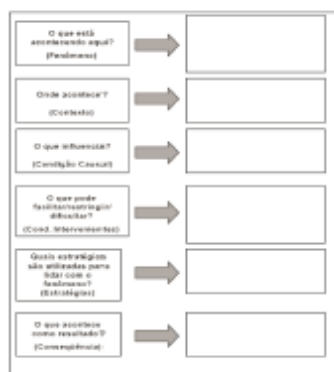 O que está
acontecendo aqui?
(Fenômeno)
Onde acontece?
(Contexto)
O que influencia?
(Condição Causal)
O que pode
facilitar/restringir/
dificultar?
(Cond. Intervenientes)
Quais estratégias
são utilizadas para
lidar com o
fenômeno?
(Estratégias)
O que acontece
como resultado?
(Consequência)